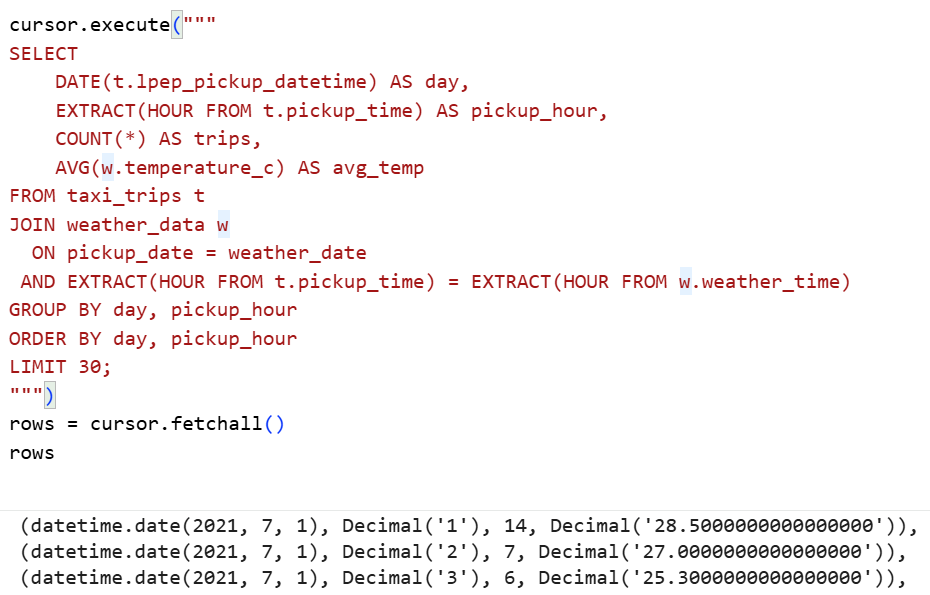 cursor.execute("""
SELECT
    DATE(t.lpep_pickup_datetime) AS day,
    EXTRACT(HOUR FROM t.pickup_time) AS pickup_hour,
    COUNT(*) AS trips,
    AVG(w.temperature_c) AS avg_temp
FROM taxi_trips t
JOIN weather_data w
  ON pickup_date = weather_date
 AND EXTRACT(HOUR FROM t.pickup_time) = EXTRACT(HOUR FROM w.weather_time)
GROUP BY day, pickup_hour
ORDER BY day, pickup_hour
LIMIT 30;
""")
rows = cursor.fetchall()
rows
(datetime.date(2021, 7, 1), Decimal('1'), 14, Decimal('28.5000000000000000')),
(datetime.date(2021, 7, 1), Decimal('2'), 7, Decimal('27.0000000000000000')),
(datetime.date(2021, 7, 1), Decimal('3'), 6, Decimal('25.3000000000000000')),